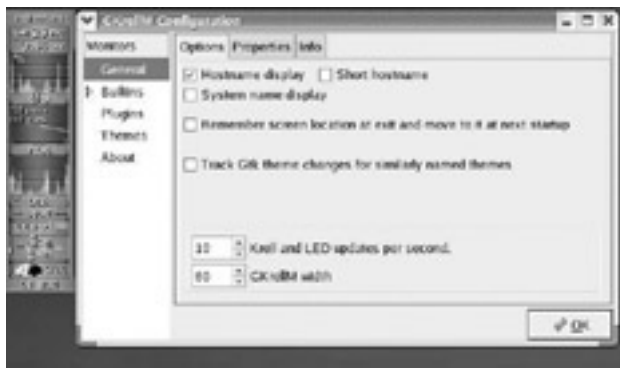 GKrellM Configuration
Monitors
General
Builtins
Plugins
Themes
About
Options Properties Info
Hostname display Short hostname
System name display
Remember screen location at exit and move to it at next startup
Track Gtk theme changes for similarly named themes
10 Krell and LED updates per second.
60 GKrellM width
OK